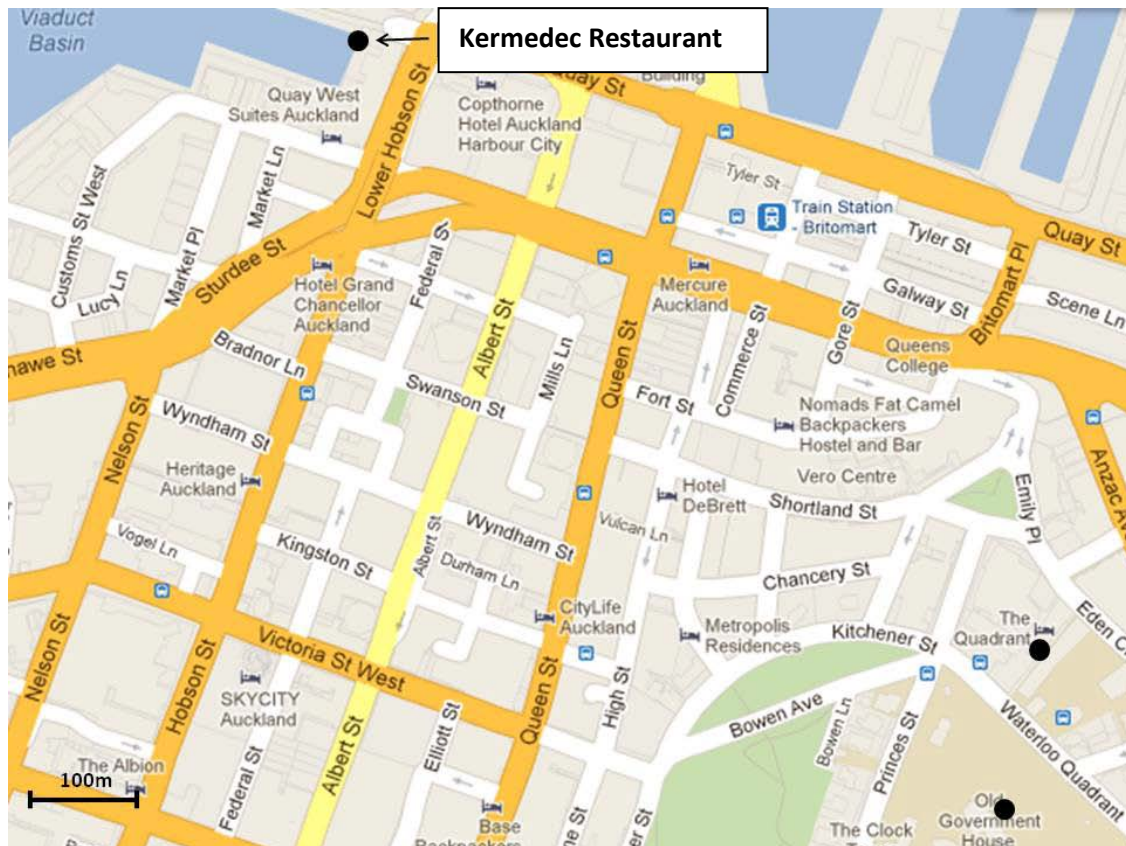 Viaduct
Basin
Kermedec Restaurant
Quay St
Building
Quay West
Suites Auckland
Lower Hobson St
Copthorne
Hotel Auckland
Harbour City
Customs St West
Market Ln
Market Pl
Lucy Ln
Sturdee St
Tyler St
Train Station
- Britomart
Tyler St
Quay St
Galway St
Britomart Pl
Scene Ln
Hotel Grand
Chancellor
Auckland
Federal St
Albert St
Mills Ln
Queen St
Mercure
Auckland
Commerce St
Gore St
Queens
College
Bradnor Ln
Swanson St
Fort St
Nomads Fat Camel
Backpackers
Hostel and Bar
Nelson St
Wyndham St
Heritage
Auckland
Hotel
DeBrett
Vero Centre
Shortland St
Emily Pl
Anzac
Vogel Ln
Kingston St
Albert St
Wyndham St
Durham Ln
Vulcan Ln
Chancery St
CityLife
Auckland
Metropolis
Residences
Kitchener St
The
Quadrant
Eden
Nelson St
Hobson St
Victoria St West
SKYCITY
Auckland
Queen St
High St
Bowen Ave
Bowen Ln
Princes St
Waterloo Quadrant
The Albion
100m
Federal St
Albert St
Elliott St
Base
The Clock
Old
Government
House